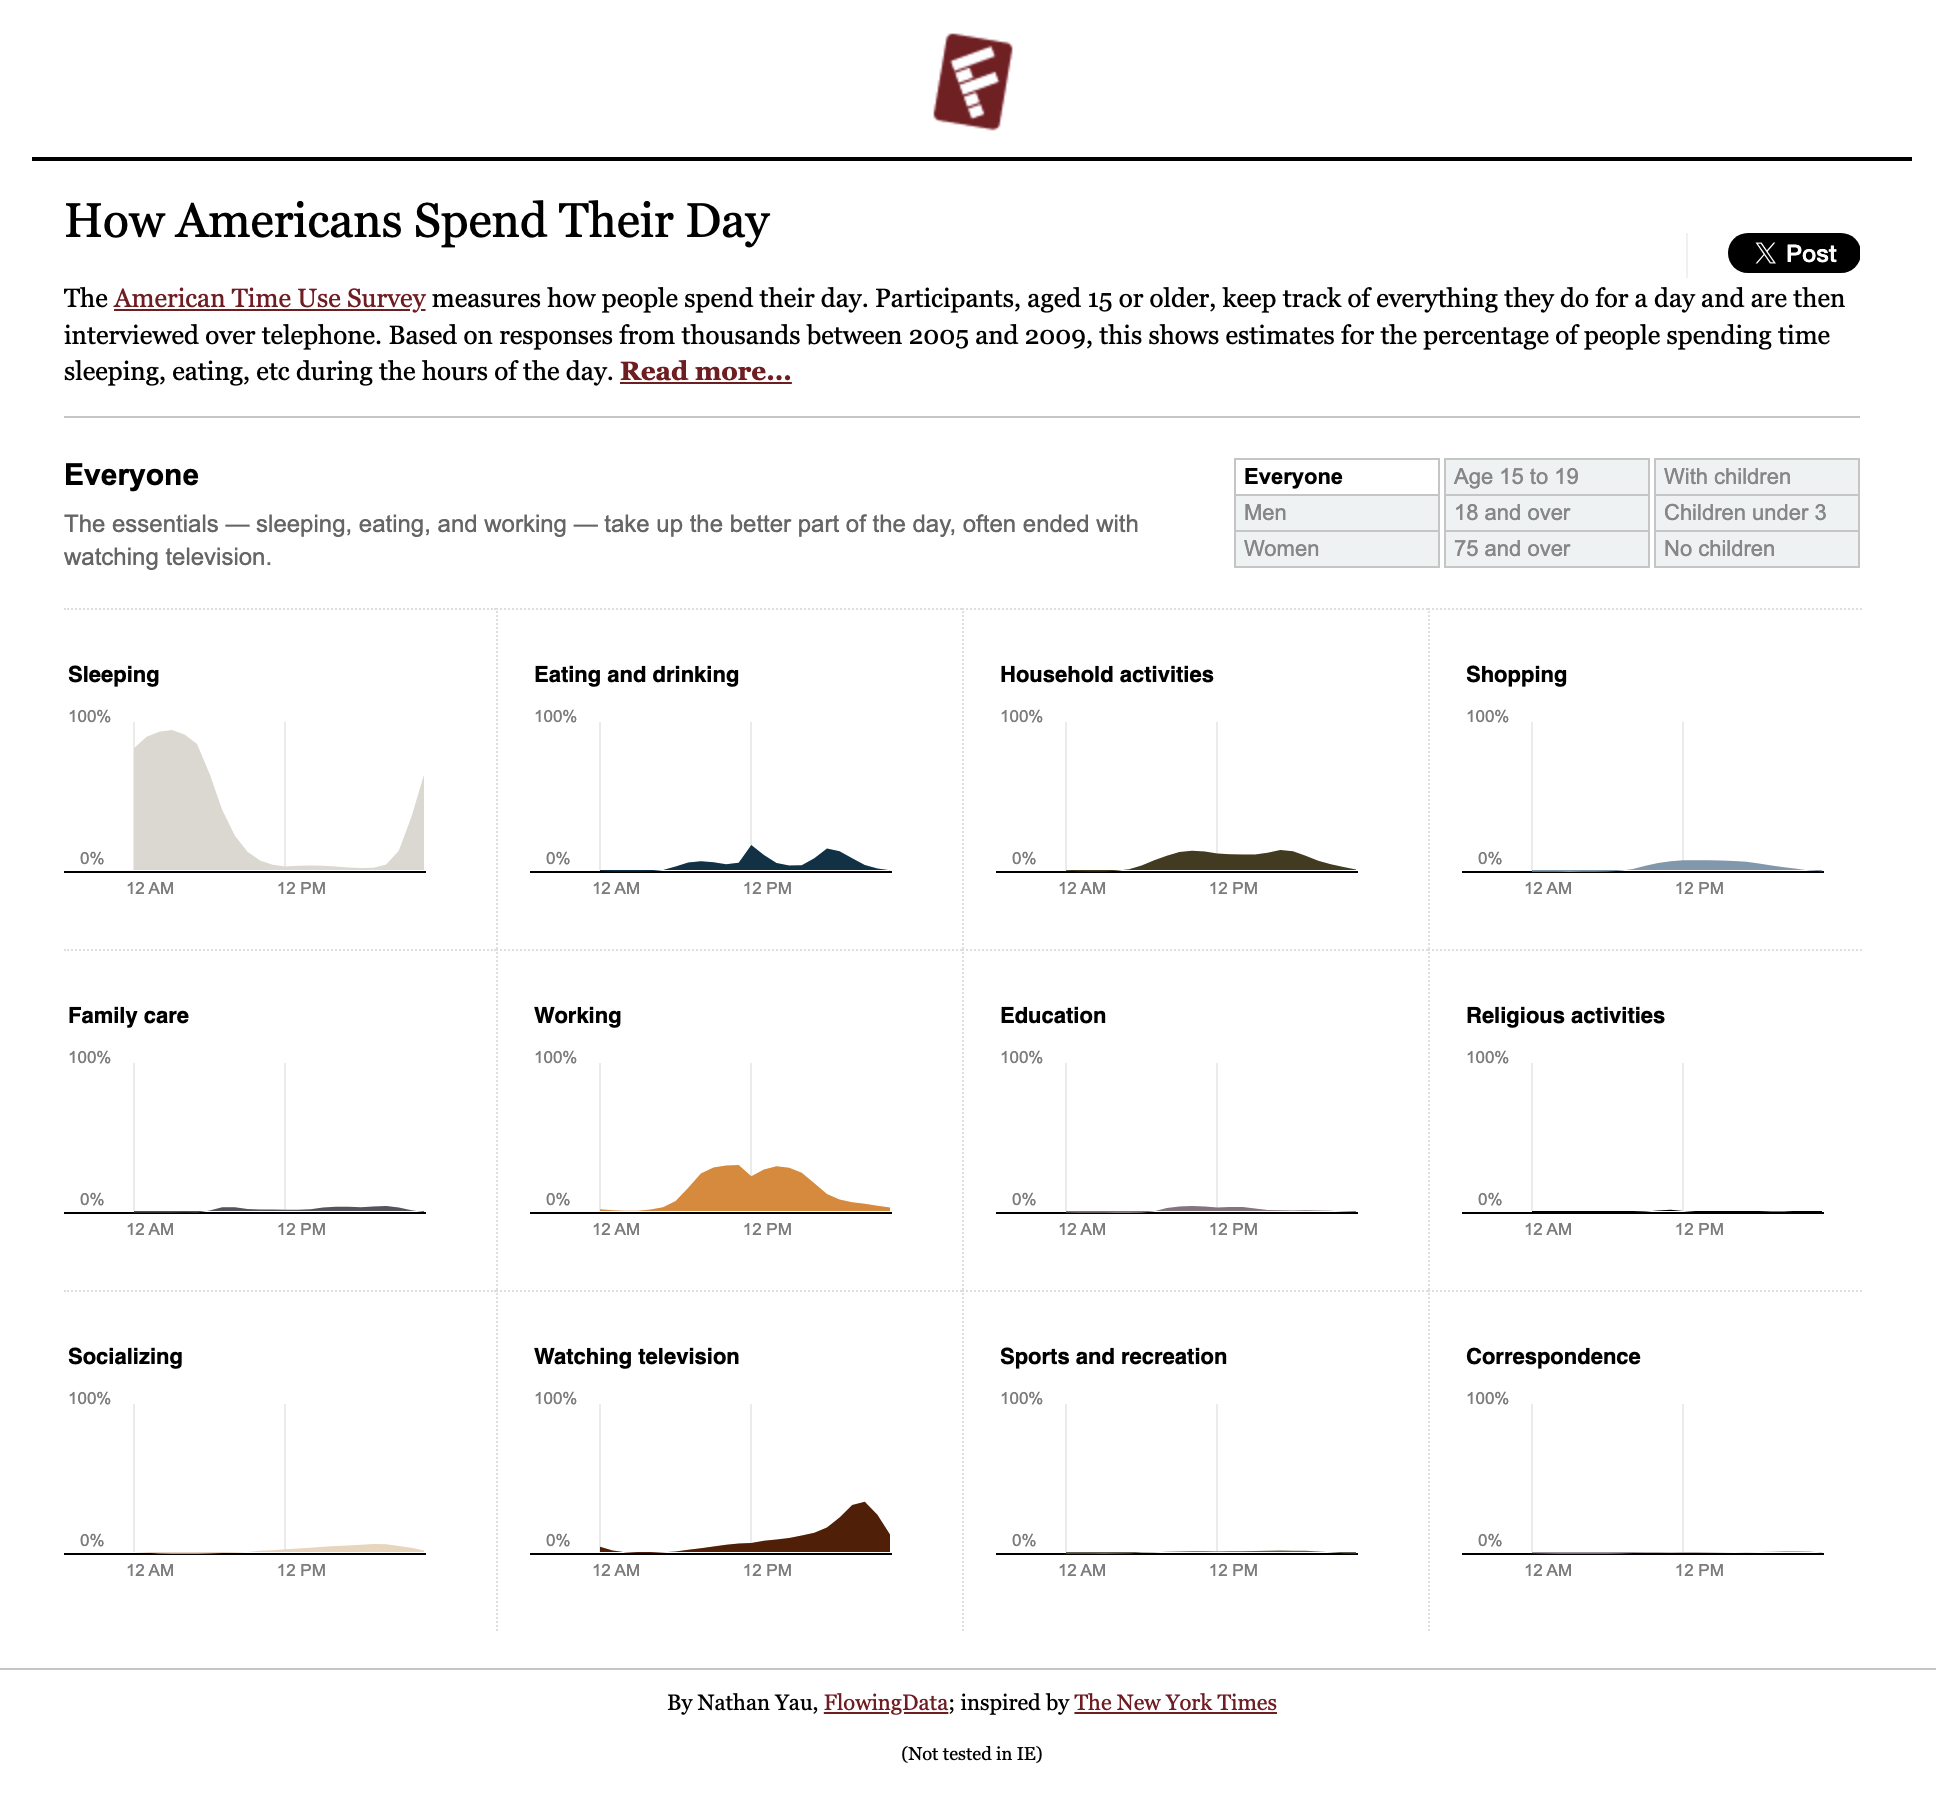 How Americans Spend Their Day
𝕏 Post
The American Time Use Survey measures how people spend their day. Participants, aged 15 or older, keep track of everything they do for a day and are then
interviewed over telephone. Based on responses from thousands between 2005 and 2009, this shows estimates for the percentage of people spending time
sleeping, eating, etc during the hours of the day. Read more...
Everyone
The essentials — sleeping, eating, and working — take up the better part of the day, often ended with
watching television.
Everyone
Age 15 to 19
With children
Men
18 and over
Children under 3
Women
75 and over
No children
Sleeping
100%
0%
12 AM
12 PM
Eating and drinking
100%
0%
12 AM
12 PM
Household activities
100%
0%
12 AM
12 PM
Shopping
100%
0%
12 AM
12 PM
Family care
100%
0%
12 AM
12 PM
Working
100%
0%
12 AM
12 PM
Education
100%
0%
12 AM
12 PM
Religious activities
100%
0%
12 AM
12 PM
Socializing
100%
0%
12 AM
12 PM
Watching television
100%
0%
12 AM
12 PM
Sports and recreation
100%
0%
12 AM
12 PM
Correspondence
100%
0%
12 AM
12 PM
By Nathan Yau, FlowingData; inspired by The New York Times
(Not tested in IE)